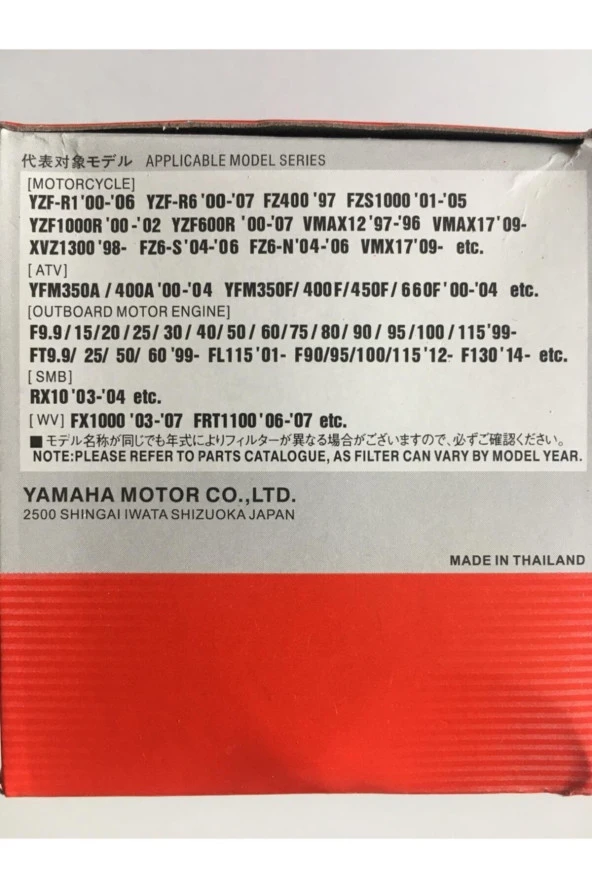 代表対象モデル APPLICABLE MODEL SERIES
[MOTORCYCLE]
YZF-R1'00-'06 YZF-R6'00-'07 FZ400'97 FZS1000'01-'05
YZF1000R'00-'02 YZF600R'00-'07 VMAX12'97-'96 VMAX17'09-
XVZ1300'98- FZ6-S'04-'06 FZ6-N'04-'06 VMX17'09- etc.
[ATV]
YFM350A/400A'00-'04 YFM350F/400F/450F/660F'00-'04 etc.
[OUTBOARD MOTOR ENGINE]
F9.9/15/20/25/30/40/50/60/75/80/90/95/100/115'99-
FT9.9/25/50/60'99- FL115'01- F90/95/100/115'12- F130'14- etc.
[SMB]
RX10'03-'04 etc.
[WV] FX1000'03-'07 FRT1100'06-'07 etc.
■モデル名称が同じでも年式によりフィルターが異なる場合がございますので、必ずご確認ください。
NOTE:PLEASE REFER TO PARTS CATALOGUE, AS FILTER CAN VARY BY MODEL YEAR.
YAMAHA MOTOR CO.,LTD.
2500 SHINGAI IWATA SHIZUOKA JAPAN
MADE IN THAILAND